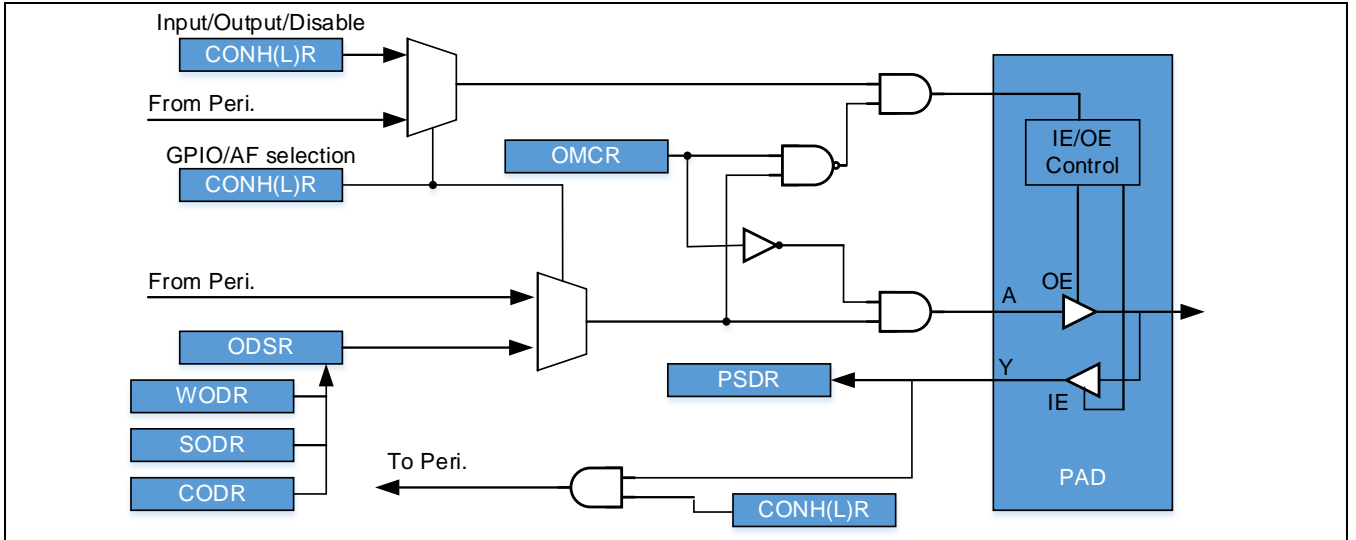 Input/Output/Disable
CONH(L)R
From Peri.
GPIO/AF selection
CONH(L)R
OMCR
IE/OE
Control
From Peri.
ODSR
WODR
SODR
CODR
A
OE
PSDR
Y
IE
To Peri.
CONH(L)R
PAD